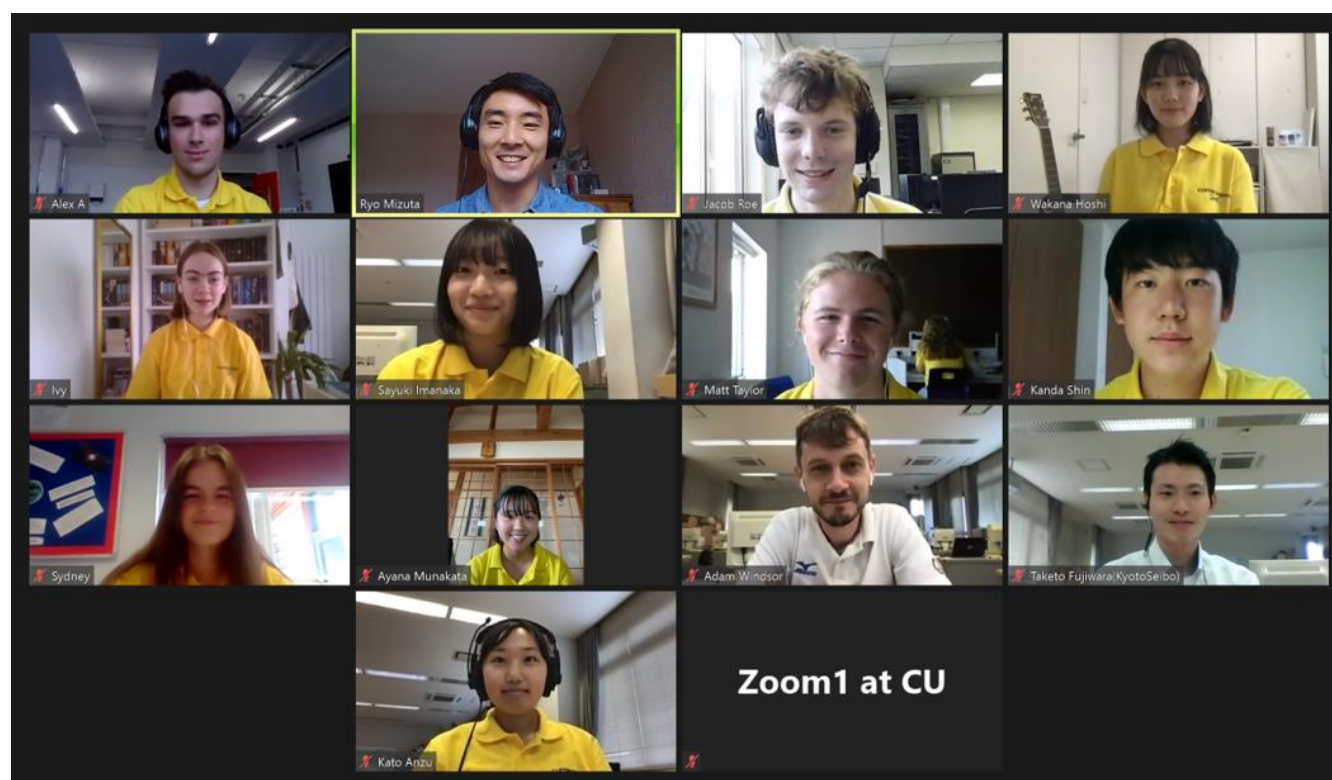 Alex A
Ryo Mizuta
Jacob Roe
Wakana Hoshi
Ivy
Sayuki Imanaka
Matt Taylor
Kanda Shin
Sydney
Ayana Munakata
Adam Windsor
Taketo Fujiwara(KyotoSeibo)
Kato Anzu
Zoom1 at CU